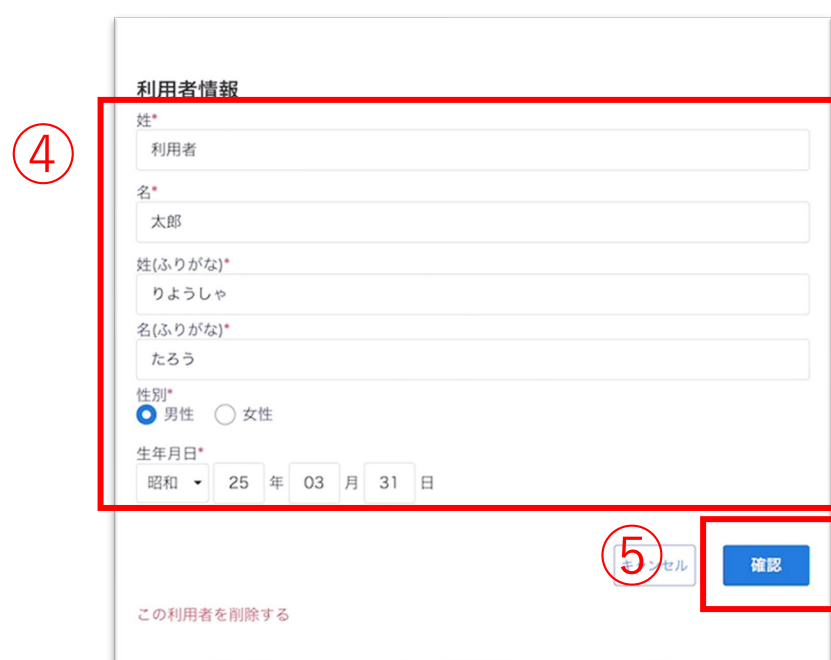 利用者情報
④
姓*
利用者
名*
太郎
姓(ふりがな)*
りようしゃ
名(ふりがな)*
たろう
性別*
男性 女性
生年月日*
昭和 25 年 03 月 31 日
⑤
キャンセル 確認
この利用者を削除する